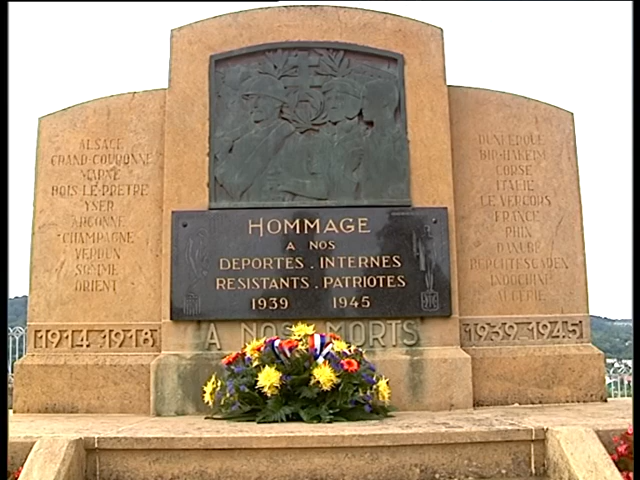 ALSACE
GRAND-COURONNE
MARNE
BOIS-LE-PRETRE
YSER
ARGONNE
CHAMPAGNE
VERDUN
SOMME
ORIENT
1914-1918
HOMMAGE
A NOS
DEPORTES . INTERNES
RESISTANTS . PATRIOTES
1939 1945
A NOS MORTS
DUNKERQUE
BIR-HAKEIM
CORSE
ITALIE
LE VERCORS
FRANCE
RHIN
DANUBE
BERCHTESGADEN
INDOCHINE
ALGERIE
1939-1945